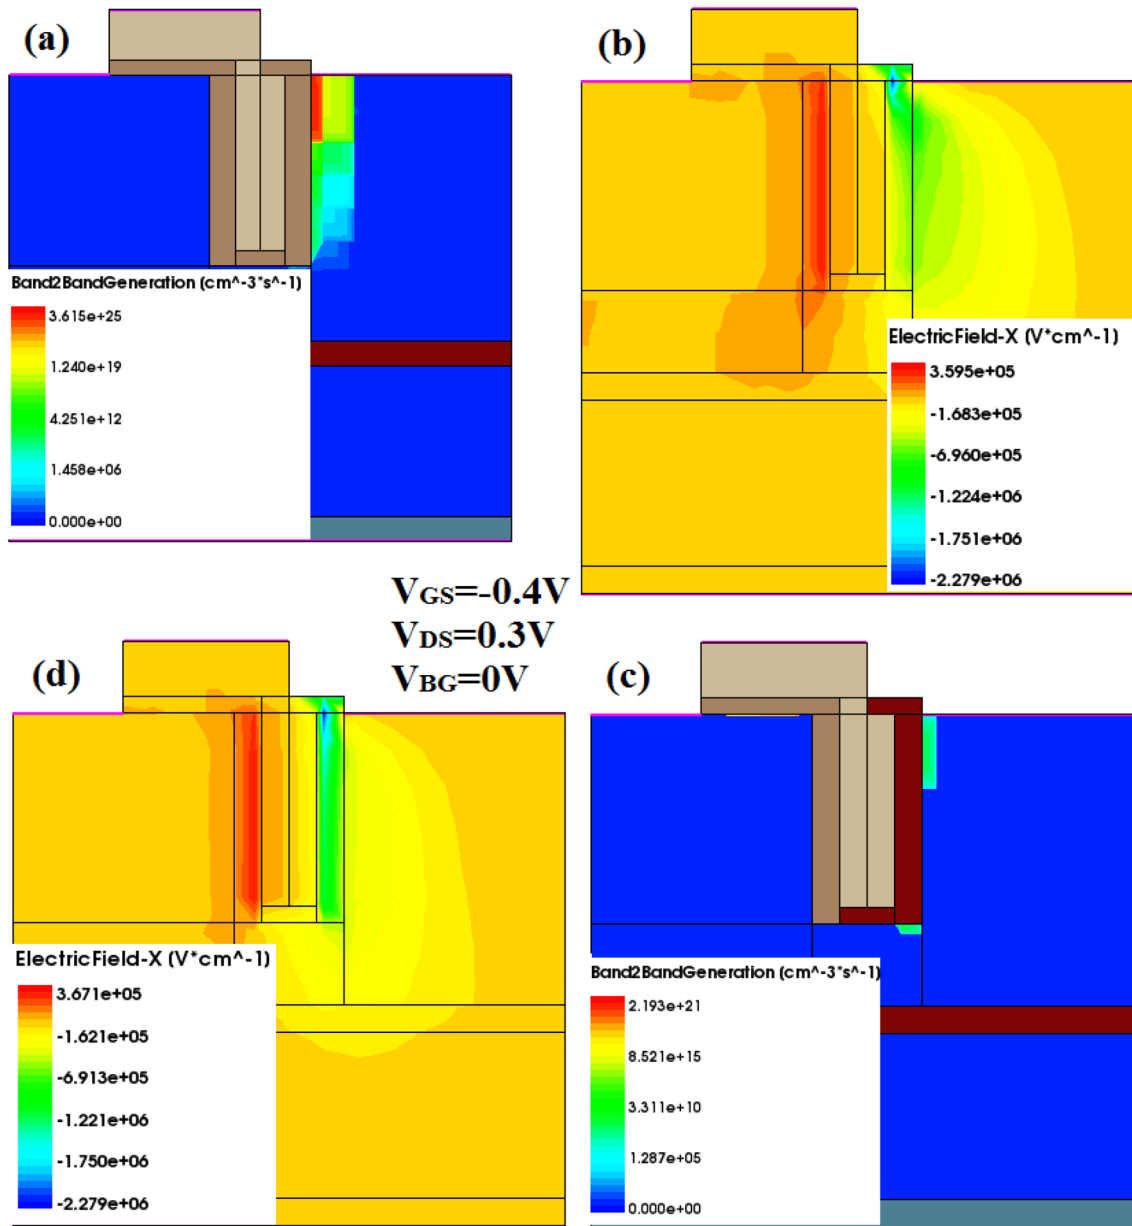 (a)
Band2BandGeneration (cm^-3*s^-1)
3.615e+25
1.240e+19
4.251e+12
1.458e+06
0.000e+00
(b)
ElectricField-X (V*cm^-1)
3.595e+05
-1.683e+05
-6.960e+05
-1.224e+06
-1.751e+06
-2.279e+06
VGS=-0.4V
VDS=0.3V
VBG=0V
(d)
ElectricField-X (V*cm^-1)
3.671e+05
-1.621e+05
-6.913e+05
-1.221e+06
-1.750e+06
-2.279e+06
(c)
Band2BandGeneration (cm^-3*s^-1)
2.193e+21
8.521e+15
3.311e+10
1.287e+05
0.000e+00